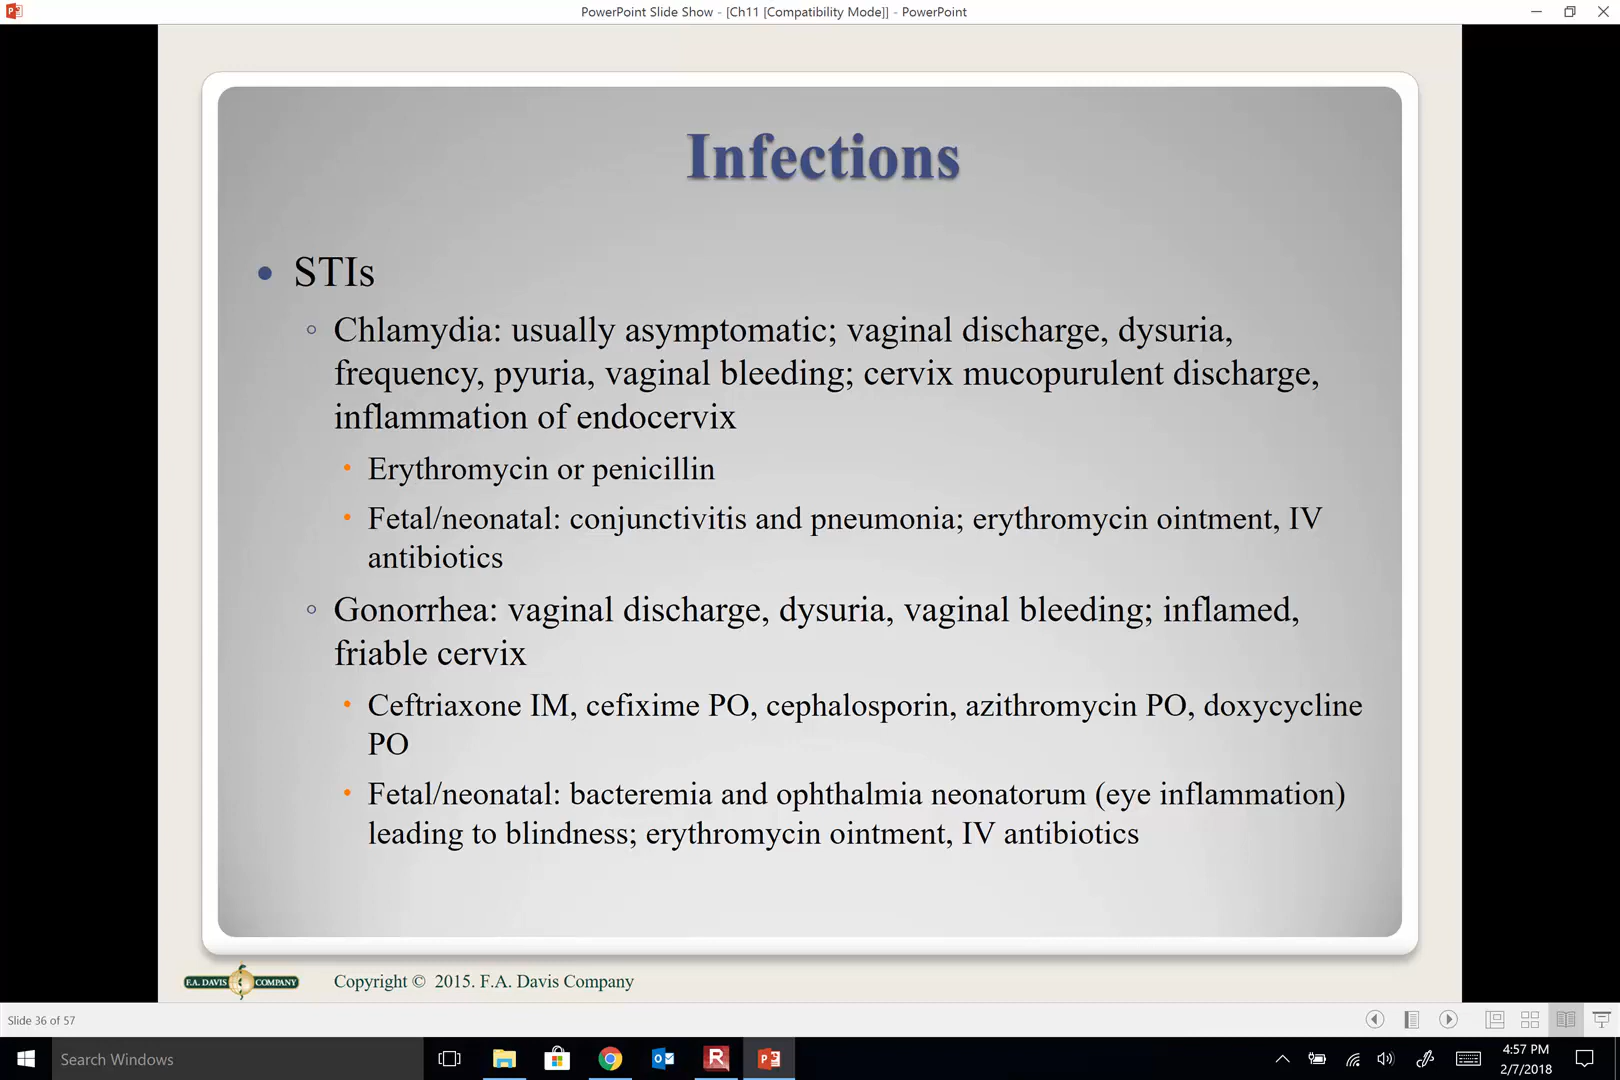 PowerPoint Slide Show - [Ch11 [Compatibility Mode]] - PowerPoint
Infections
• STIs
◦ Chlamydia: usually asymptomatic; vaginal discharge, dysuria,
frequency, pyuria, vaginal bleeding; cervix mucopurulent discharge,
inflammation of endocervix
• Erythromycin or penicillin
• Fetal/neonatal: conjunctivitis and pneumonia; erythromycin ointment, IV
antibiotics
◦ Gonorrhea: vaginal discharge, dysuria, vaginal bleeding; inflamed,
friable cervix
• Ceftriaxone IM, cefixime PO, cephalosporin, azithromycin PO, doxycycline
PO
• Fetal/neonatal: bacteremia and ophthalmia neonatorum (eye inflammation)
leading to blindness; erythromycin ointment, IV antibiotics
F.A. DAVIS COMPANY
Copyright © 2015. F.A. Davis Company
Slide 36 of 57
Search Windows
4:57 PM
2/7/2018